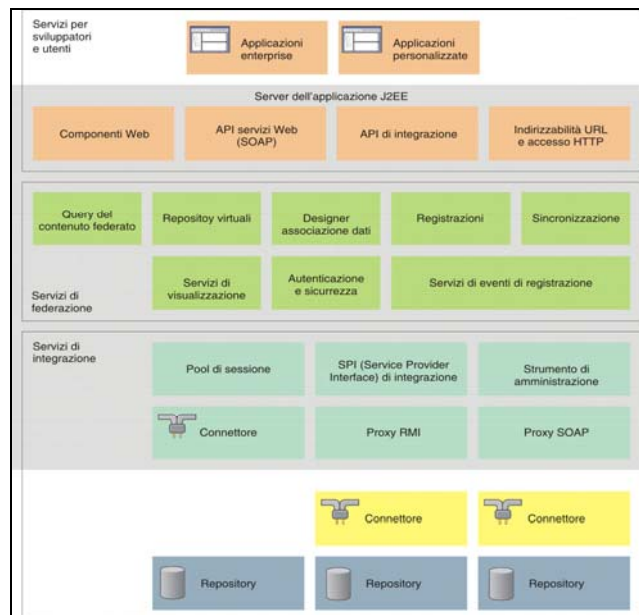 Servizi per
sviluppatori
e utenti
Applicazioni
enterprise
Applicazioni
personalizzate
Server dell'applicazione J2EE
Componenti Web
API servizi Web
(SOAP)
API di integrazione
Indirizzabilità URL
e accesso HTTP
Query del
contenuto federato
Repositoy virtuali
Designer
associazione dati
Registrazioni
Sincronizzazione
Servizi di
federazione
Servizi di
visualizzazione
Autenticazione
e sicurrezza
Servizi di eventi di registrazione
Servizi di
integrazione
Pool di sessione
SPI (Service Provider
Interface) di integrazione
Strumento di
amministrazione
Connettore
Proxy RMI
Proxy SOAP
Connettore
Connettore
Repository
Repository
Repository